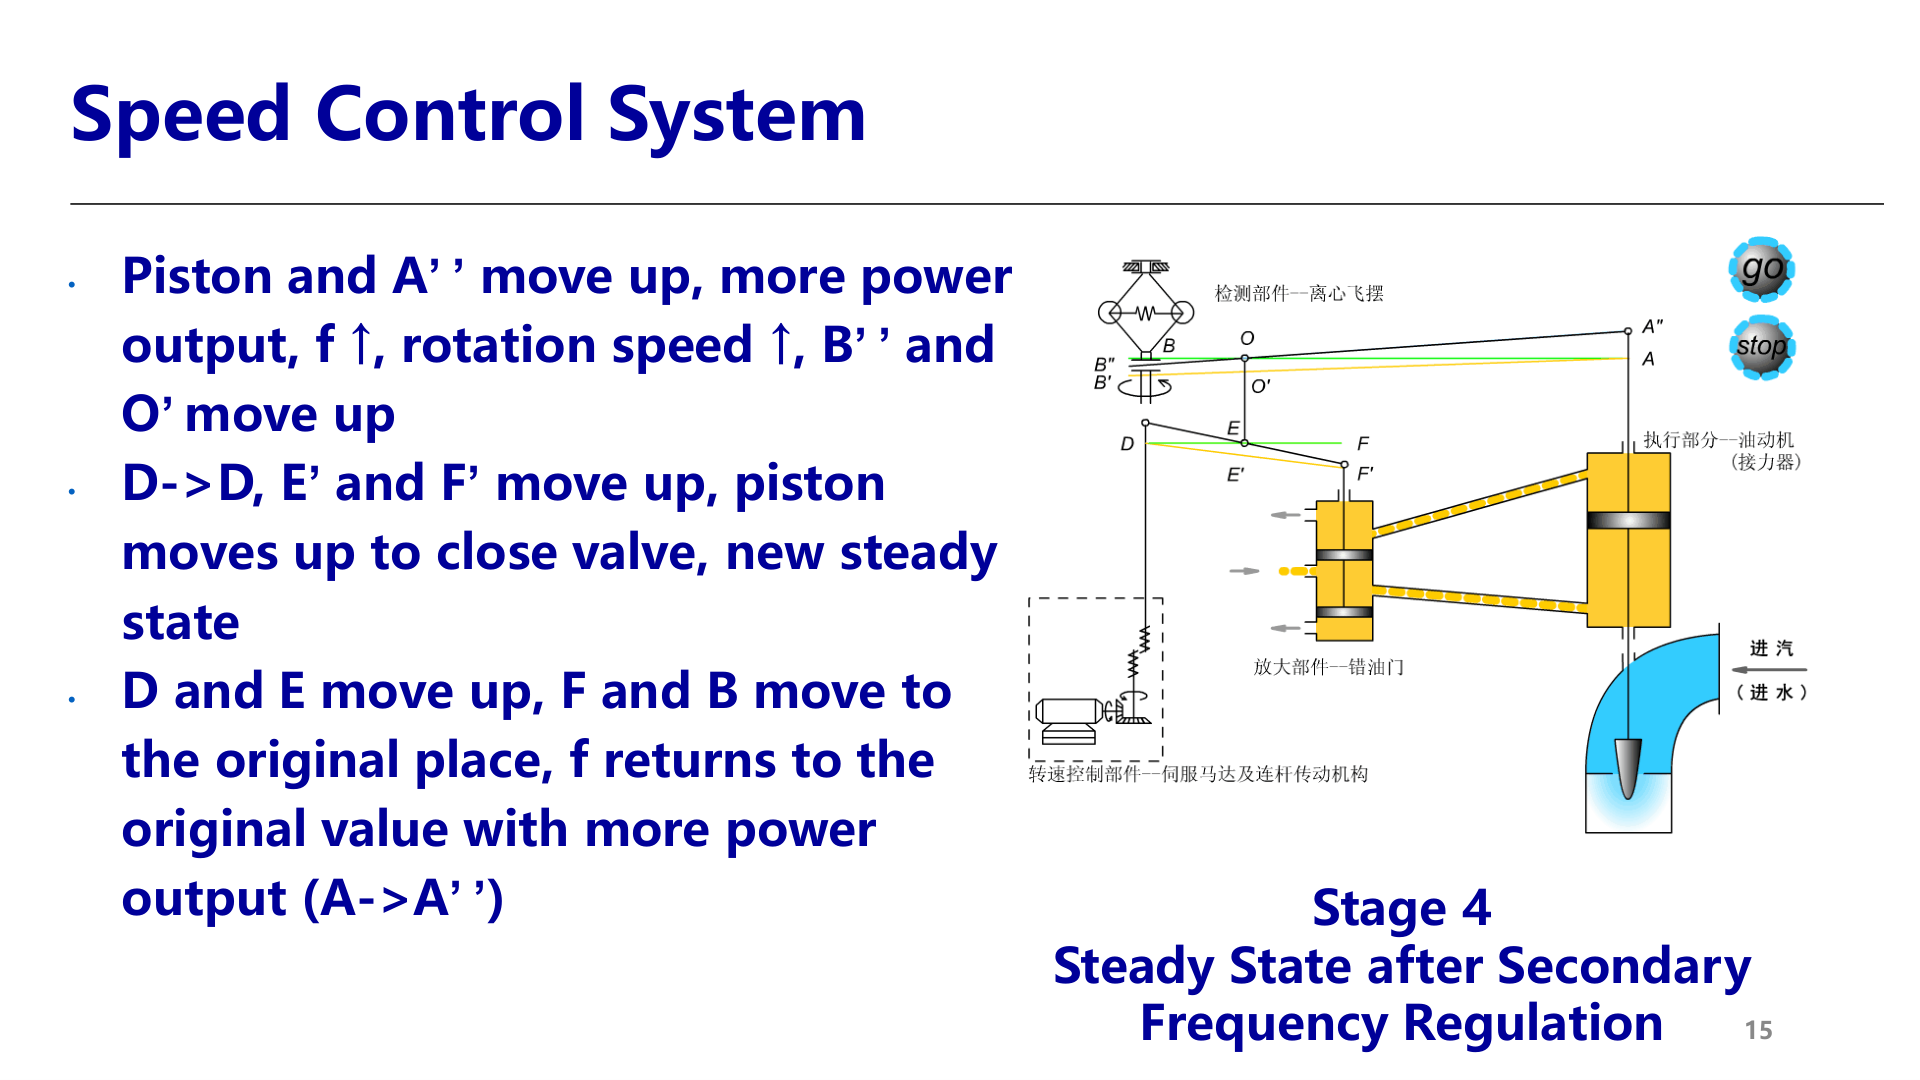 Speed Control System
• Piston and A’ ’ move up, more power
output, f ↑, rotation speed ↑, B’ ’ and
O’ move up
• D->D, E’ and F’ move up, piston
moves up to close valve, new steady
state
• D and E move up, F and B move to
the original place, f returns to the
original value with more power
output (A->A’ ’)
检测部件--离心飞摆
go
stop
A"
A
O
B
B"
B'
O'
E
D
F
E'
F'
执行部分--油动机
(接力器)
放大部件--错油门
进 汽
( 进 水 )
转速控制部件--伺服马达及连杆传动机构
Stage 4
Steady State after Secondary
Frequency Regulation
15